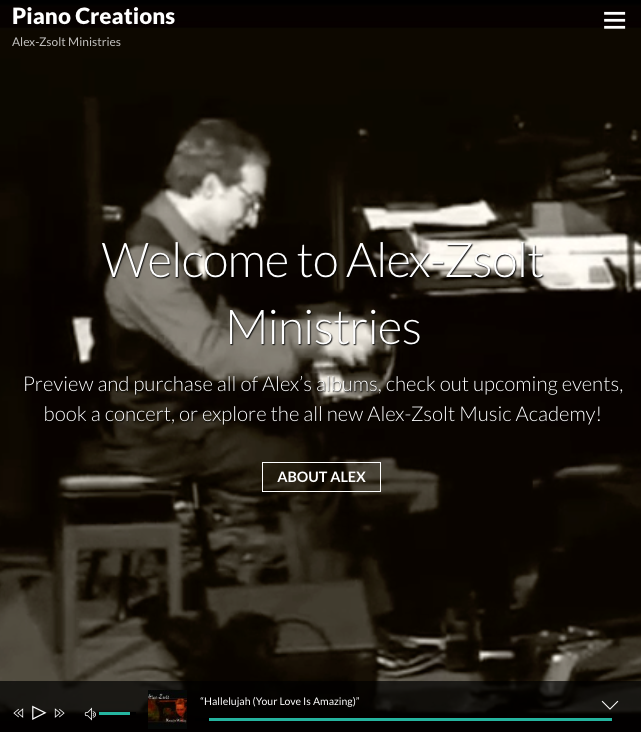 Piano Creations
Alex-Zsolt Ministries
Welcome to Alex-Zsolt
Ministries
Preview and purchase all of Alex’s albums, check out upcoming events,
book a concert, or explore the all new Alex-Zsolt Music Academy!
ABOUT ALEX
“Hallelujah (Your Love Is Amazing)”